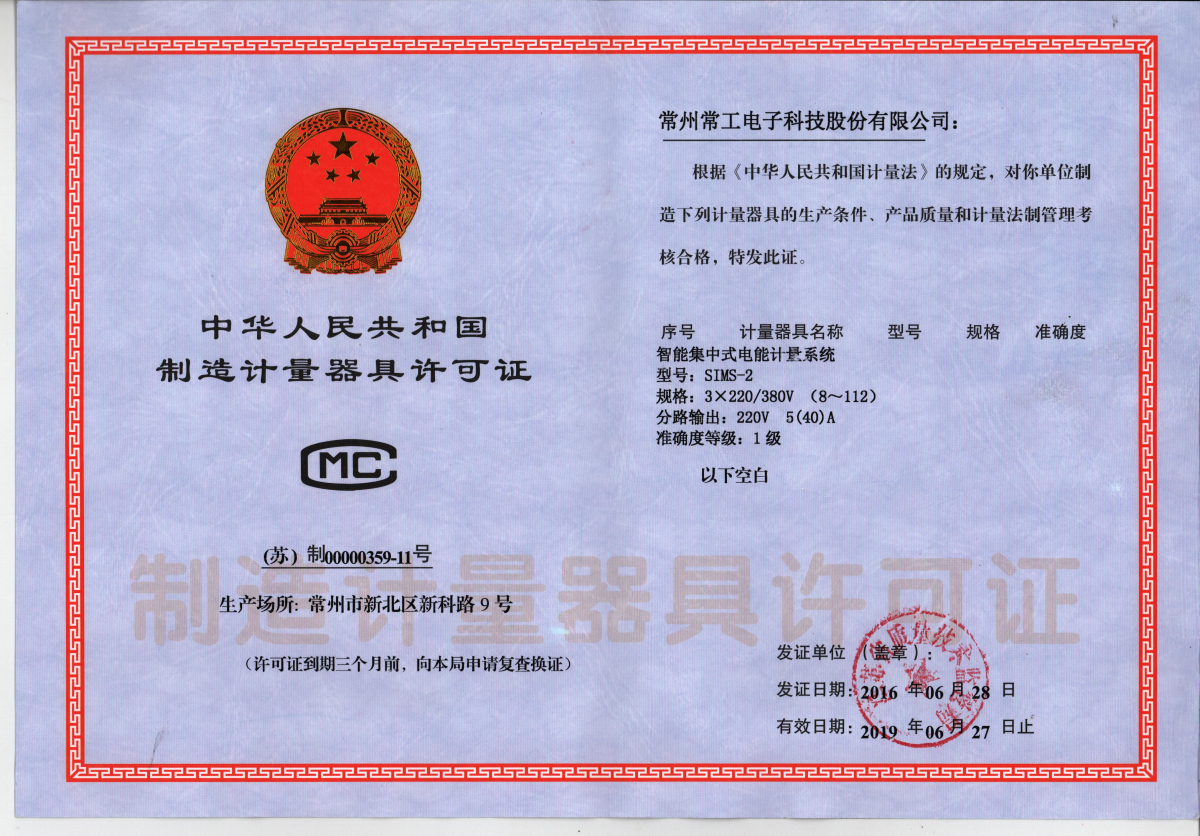 中华人民共和国
制造计量器具许可证
MC
(苏) 制00000359-11号
生产场所: 常州市新北区新科路 9 号
(许可证到期三个月前, 向本局申请复查换证)
常州常工电子科技股份有限公司:
根据《中华人民共和国计量法》的规定, 对你单位制
造下列计量器具的生产条件、产品质量和计量法制管理考
核合格, 特发此证。
序号 计量器具名称 型号 规格 准确度
智能集中式电能计量系统
型号: SIMS-2
规格: 3×220/380V (8~112)
分路输出: 220V 5(40)A
准确度等级: 1 级
以下空白
制造计量器具许可证
发证单位 (盖章):
发证日期: 2016 年 06 月 28 日
有效日期: 2019 年 06 月 27 日止